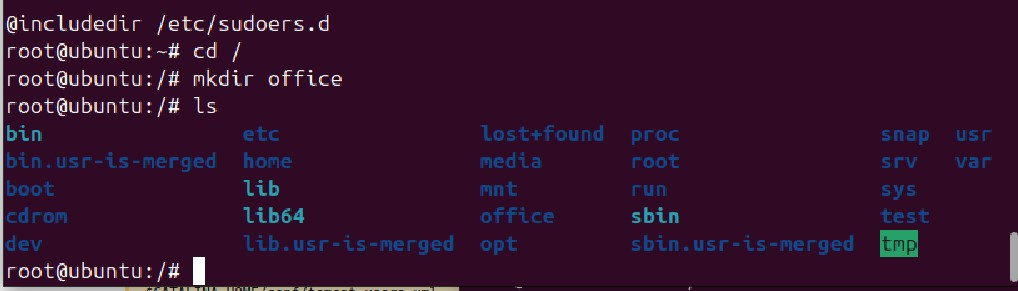 @includedir /etc/sudoers.d
root@ubuntu:~# cd /
root@ubuntu:/# mkdir office
root@ubuntu:/# ls
bin etc lost+found proc snap usr
bin.usr-is-merged home media root srv var
boot lib mnt run sys
cdrom lib64 office sbin test
dev lib.usr-is-merged opt sbin.usr-is-merged tmp
root@ubuntu:/#